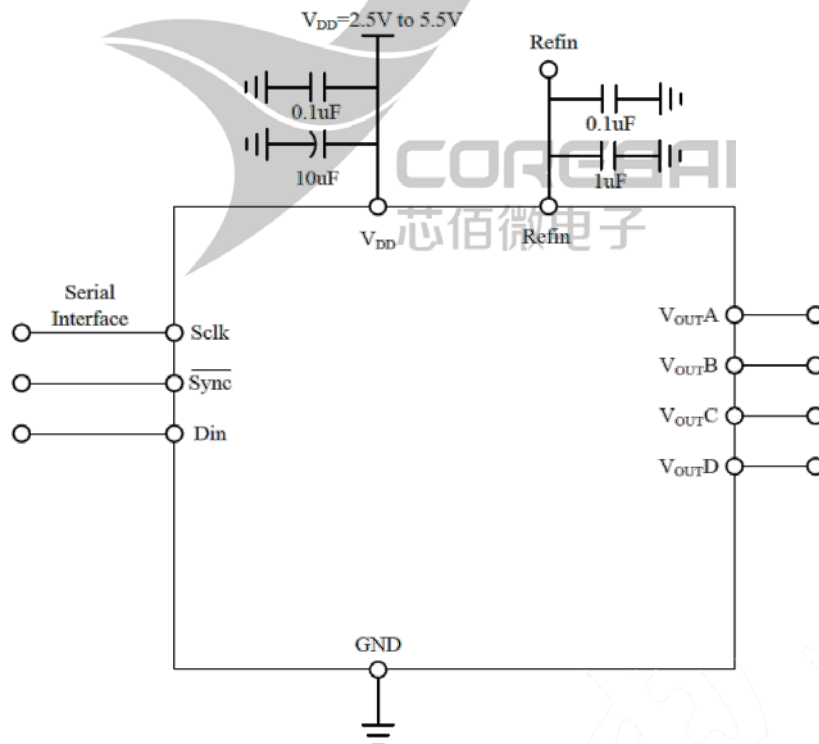 VDD=2.5V to 5.5V
Refin
0.1uF
0.1uF
10uF
1uF
COREBAI
芯佰微电子
VDD
Refin
Serial
Interface
Sclk
Sync
Din
VOUTA
VOUTB
VOUTC
VOUTD
GND